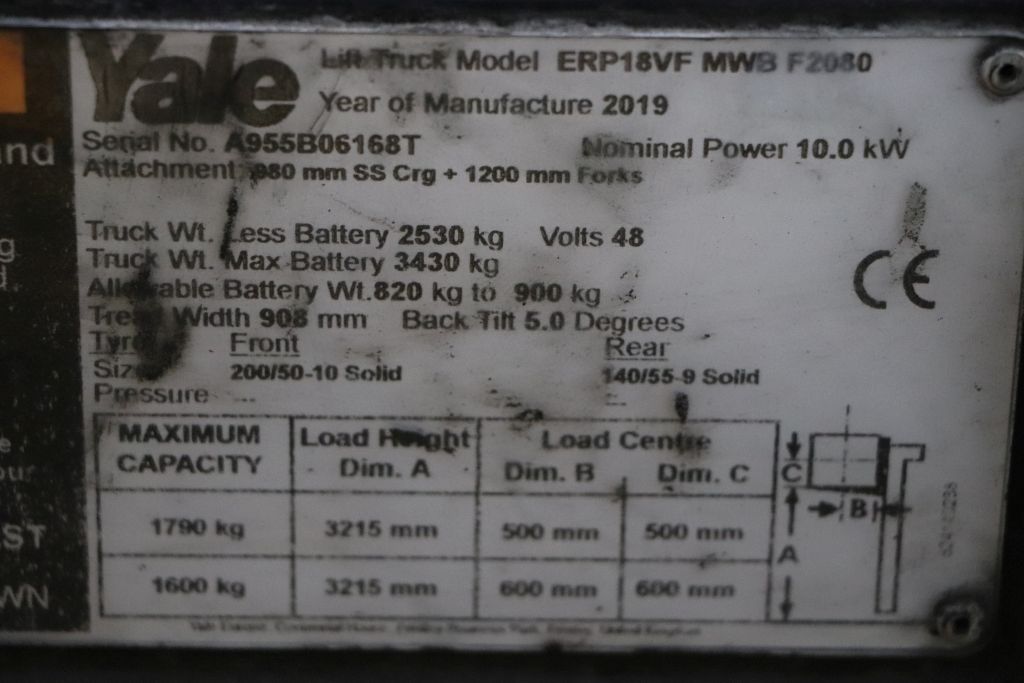 Yale
Lift Truck Model ERP18VF MWB F2080
Year of Manufacture 2019
Serial No. A955B06168T Nominal Power 10.0 kW
Attachment 980 mm SS Crg + 1200 mm Forks
Truck Wt. Less Battery 2530 kg Volts 48
Truck Wt. Max Battery 3430 kg
Allowable Battery Wt.820 kg to 900 kg
CE
Tread Width 908 mm Back Tilt 5.0 Degrees
Tyre Front Rear
Size 200/50-10 Solid 140/55-9 Solid
Pressure -- --
MAXIMUM CAPACITY Load Height Dim. A Load Centre Dim. B Dim. C
1790 kg 3215 mm 500 mm 500 mm
1600 kg 3215 mm 600 mm 600 mm
C
B
A
and
g
d.
e
our
ST
WN